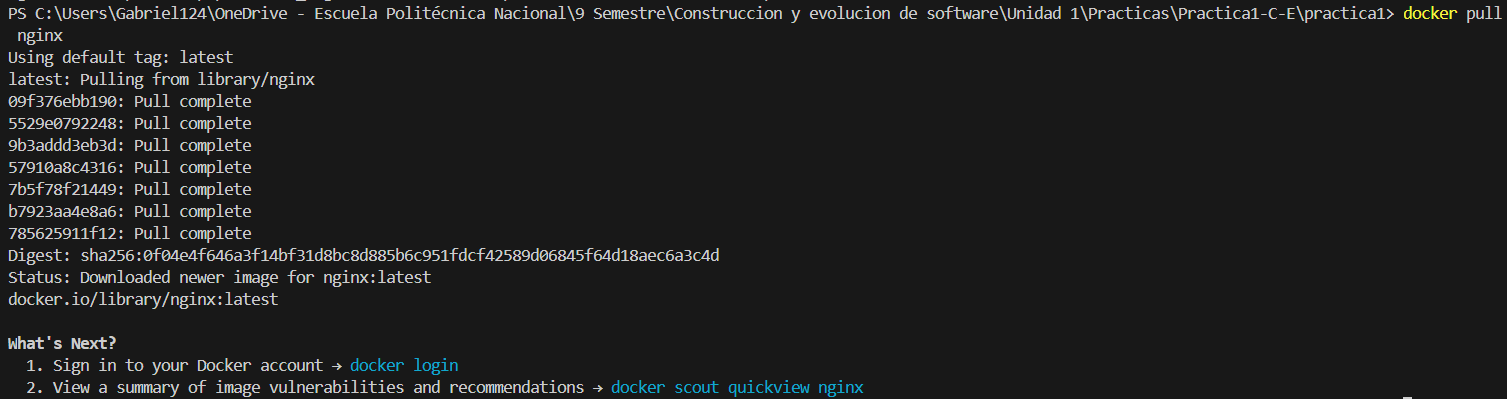 PS C:\Users\Gabriel124\OneDrive - Escuela Politécnica Nacional\9 Semestre\Construccion y evolucion de software\Unidad 1\Practicas\Practica1-C-E\practica1> docker pull
nginx
Using default tag: latest
latest: Pulling from library/nginx
09f376ebb190: Pull complete
5529e0792248: Pull complete
9b3addd3eb3d: Pull complete
57910a8c4316: Pull complete
7b5f78f21449: Pull complete
b7923aa4e8a6: Pull complete
785625911f12: Pull complete
Digest: sha256:0f04e4f646a3f14bf31d8bc8d885b6c951fdcf42589d06845f64d18aec6a3c4d
Status: Downloaded newer image for nginx:latest
docker.io/library/nginx:latest
What's Next?
1. Sign in to your Docker account → docker login
2. View a summary of image vulnerabilities and recommendations → docker scout quickview nginx